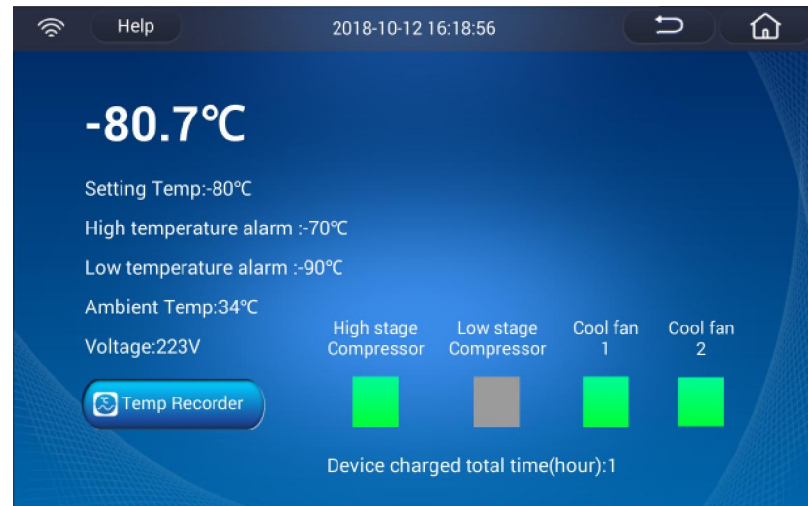 Help
2018-10-12 16:18:56
-80.7℃
Setting Temp:-80℃
High temperature alarm :-70℃
Low temperature alarm :-90℃
Ambient Temp:34℃
Voltage:223V
High stage
Compressor
Low stage
Compressor
Cool fan
1
Cool fan
2
Temp Recorder
Device charged total time(hour):1